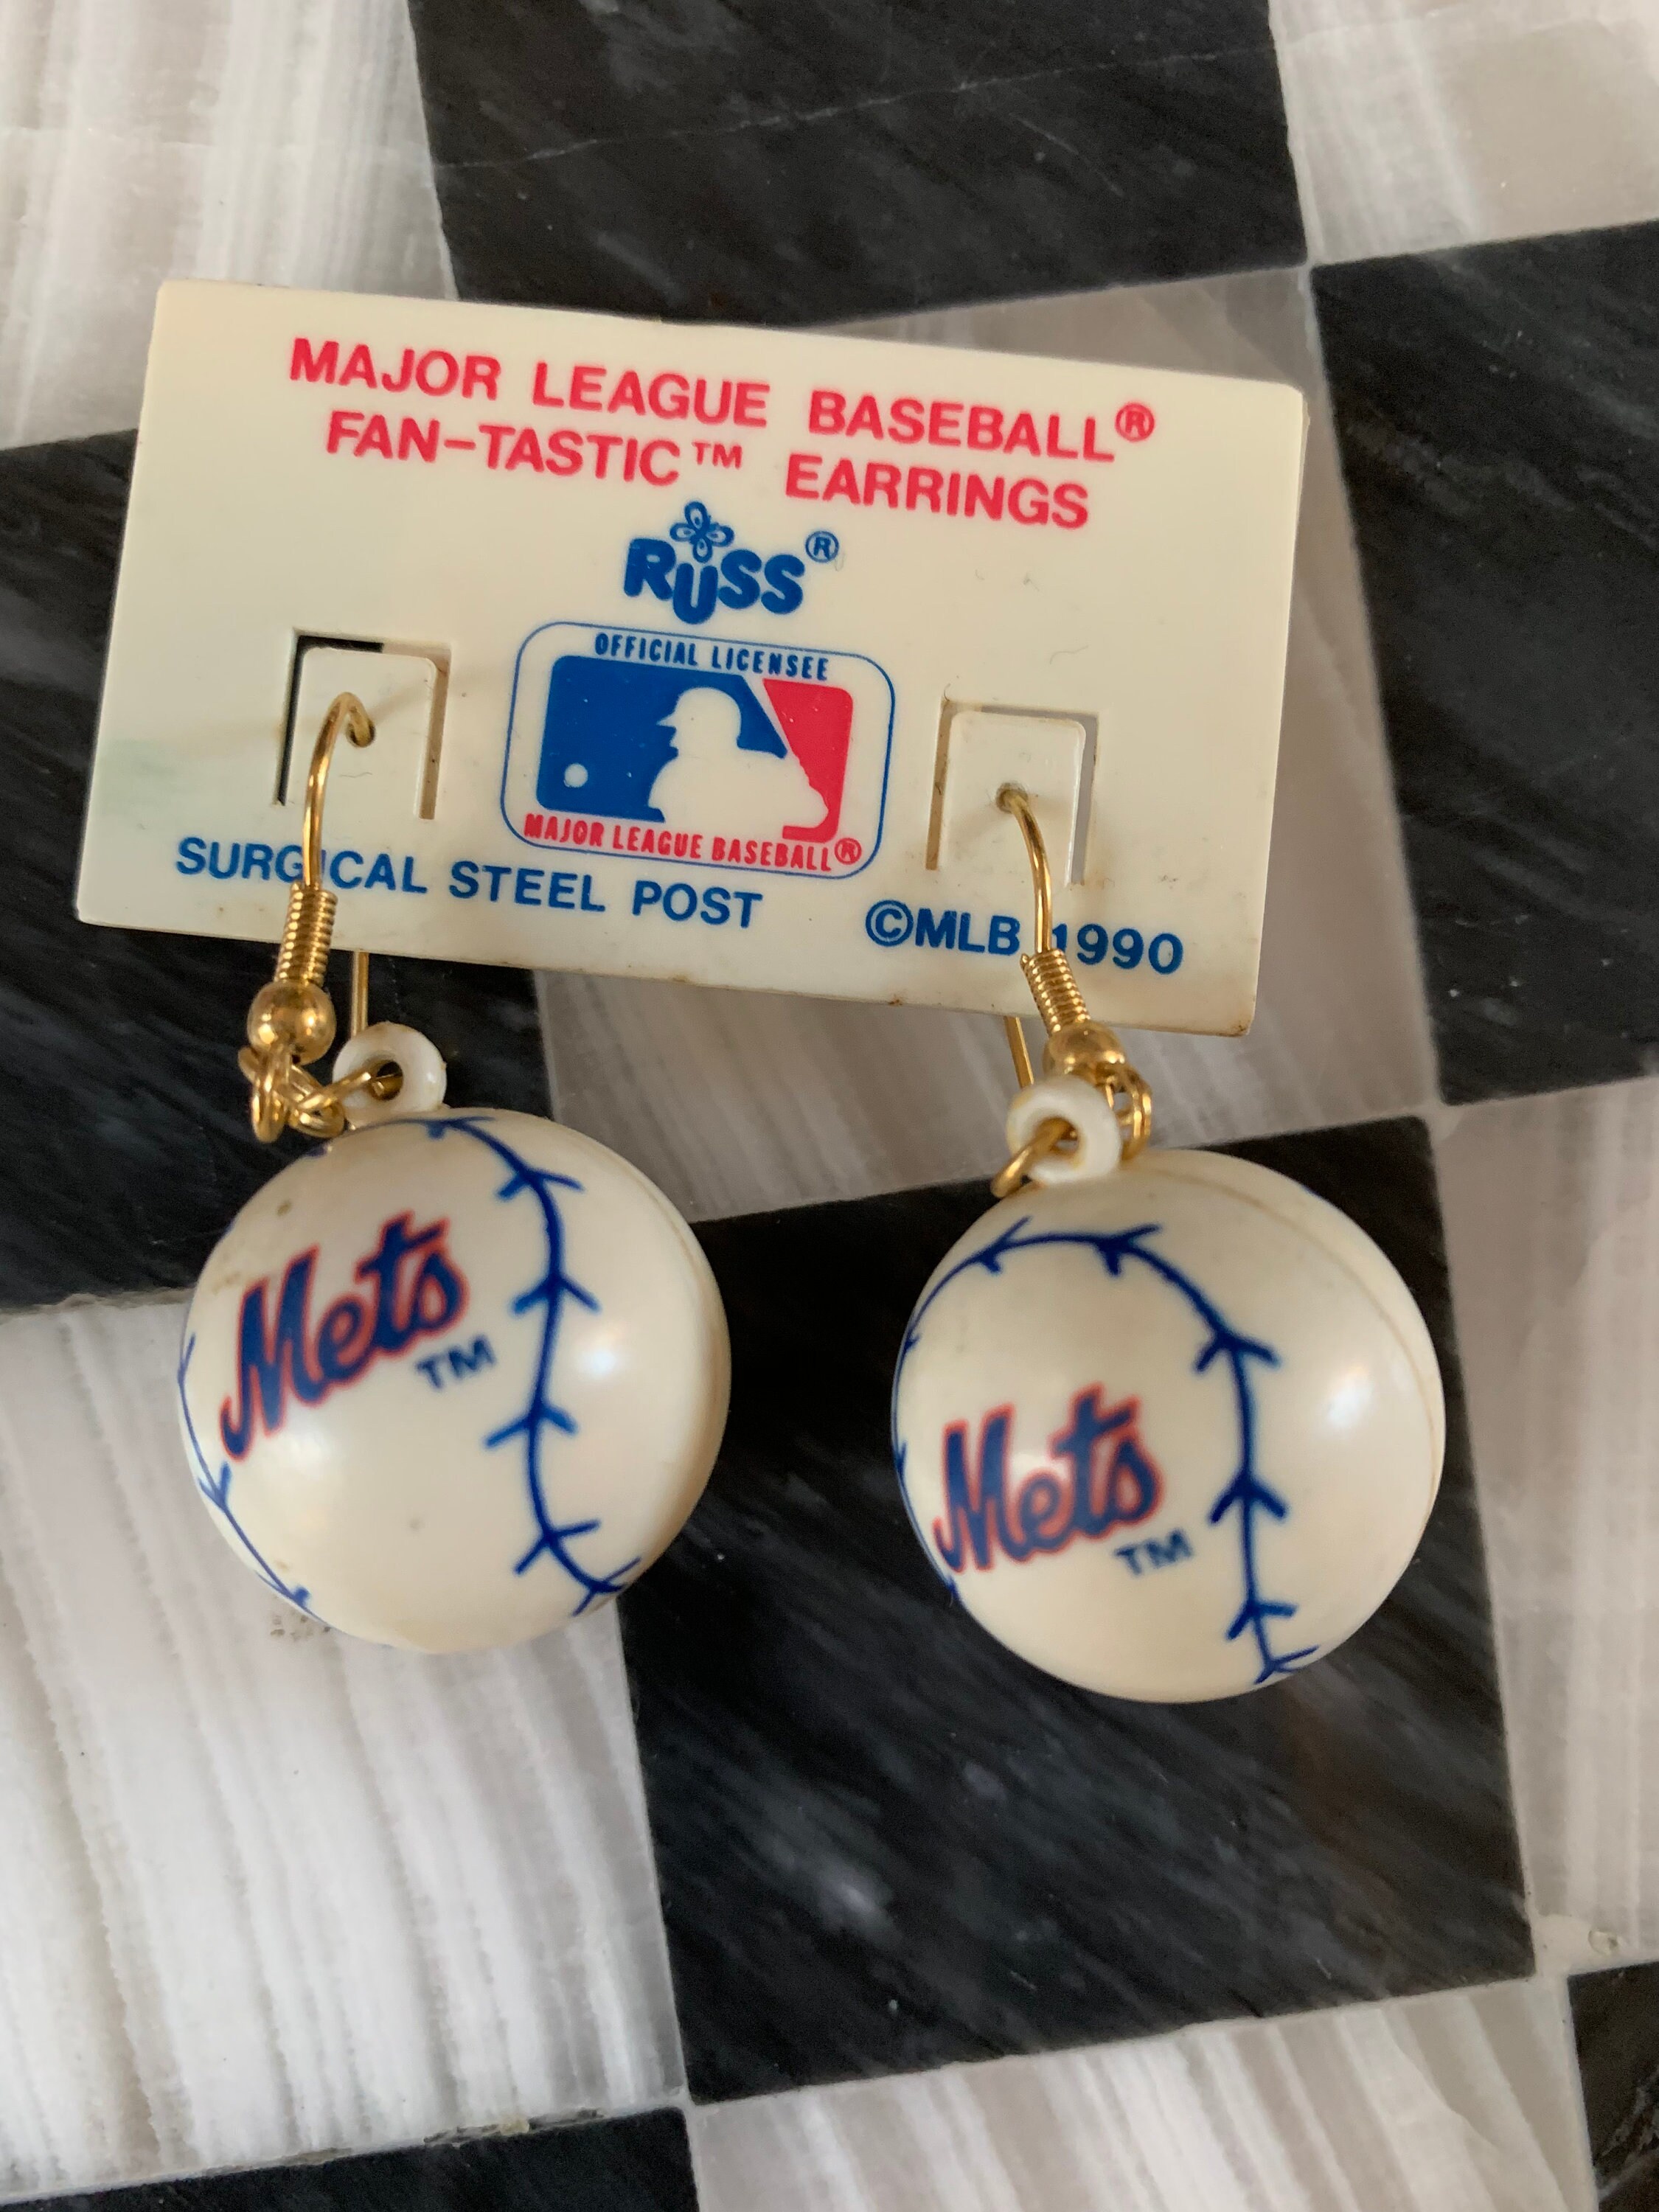 MAJOR LEAGUE BASEBALL®
FAN-TASTIC™ EARRINGS
RUSS®
OFFICIAL LICENSEE
MAJOR LEAGUE BASEBALL®
SURGICAL STEEL POST
©MLB 1990
Mets
TM
Mets
TM